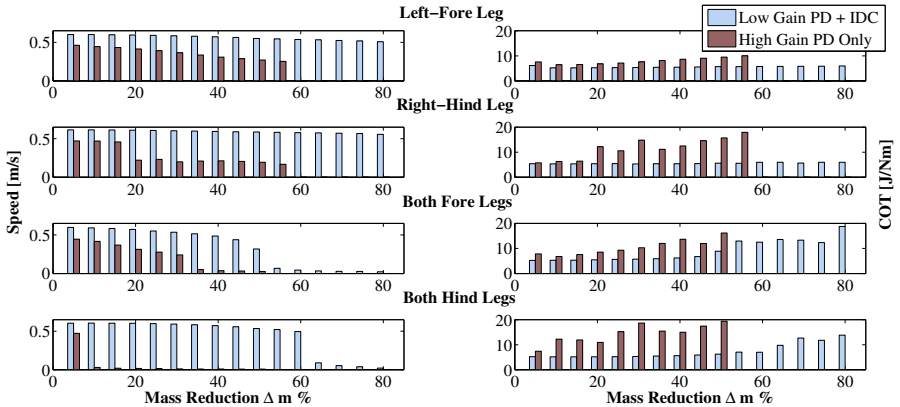 Left−Fore Leg
Low Gain PD + IDC
High Gain PD Only
0.5
0
0 20 40 60 80
20
10
0
0 20 40 60 80
Right−Hind Leg
0.5
0
0 20 40 60 80
20
10
0
0 20 40 60 80
Speed [m/s]
COT [J/Nm]
Both Fore Legs
0.5
0
0 20 40 60 80
20
10
0
0 20 40 60 80
Both Hind Legs
0.5
0
0 20 40 60 80
20
10
0
0 20 40 60 80
Mass Reduction Δ m %
Mass Reduction Δ m %